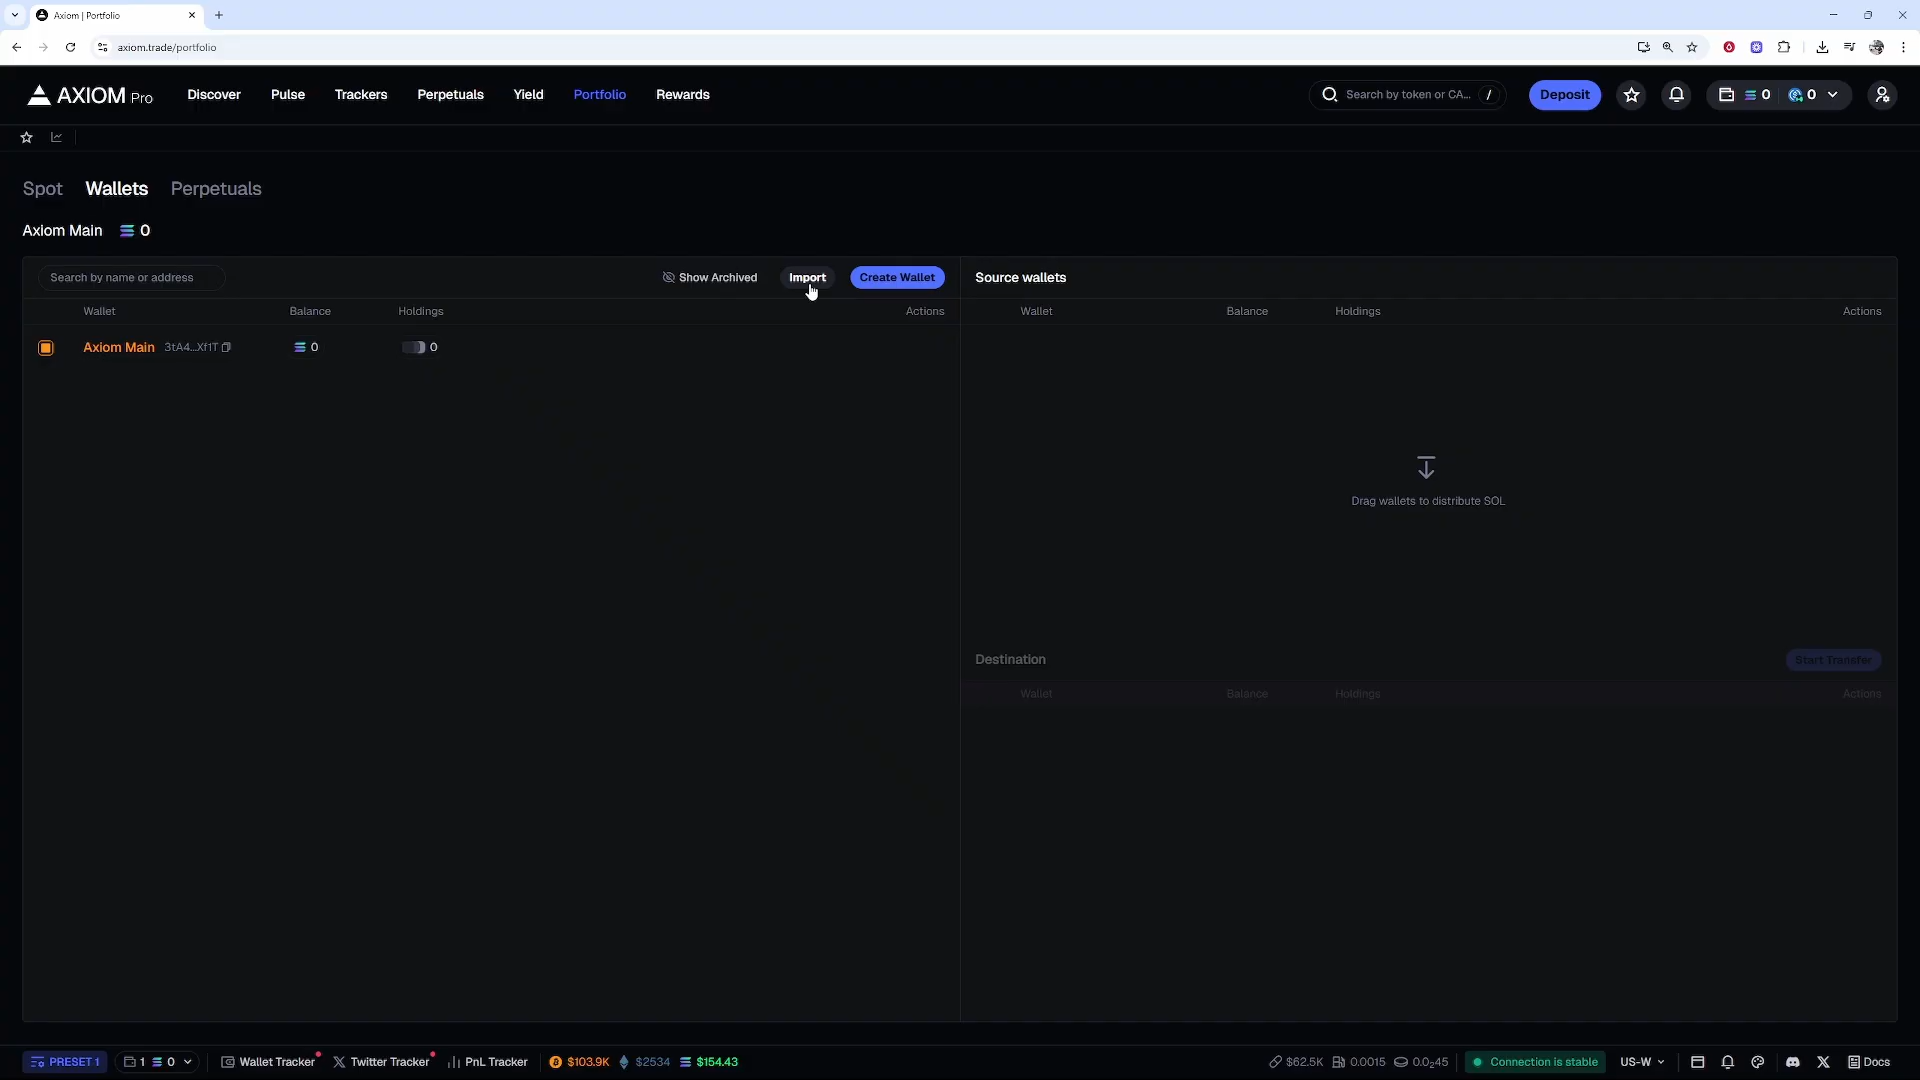 Axiom | Portfolio
axiom.trade/portfolio
AXIOM Pro Discover Pulse Trackers Perpetuals Yield Portfolio Rewards Search by token or CA... / Deposit 0 0
Spot Wallets Perpetuals
Axiom Main 0
Search by name or address Show Archived Import Create Wallet Source wallets
Wallet Balance Holdings Actions Wallet Balance Holdings Actions
Axiom Main 3tA4...Xf1T 0 0
Drag wallets to distribute SOL
Destination Start Transfer
Wallet Balance Holdings Actions
PRESET 1 1 0 Wallet Tracker Twitter Tracker PnL Tracker $103.9K $2534 $154.43 $62.5K 0.0015 0.0₂45 Connection is stable US-W Docs